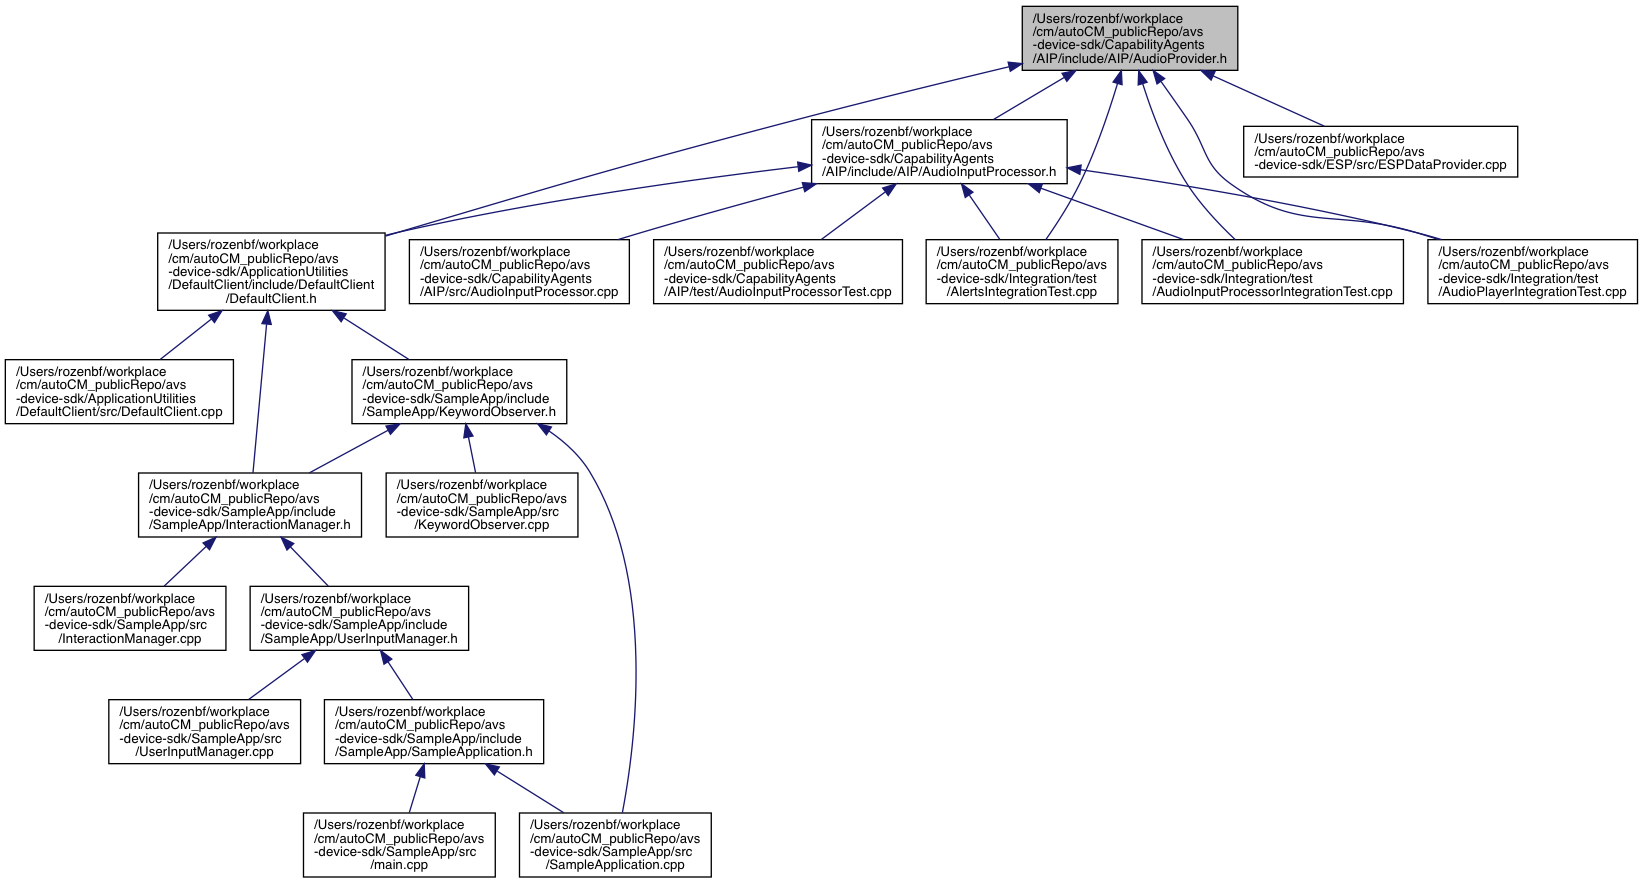 /Users/rozenbf/workplace
/cm/autoCM_publicRepo/avs
-device-sdk/CapabilityAgents
/AIP/include/AIP/AudioProvider.h
/Users/rozenbf/workplace
/cm/autoCM_publicRepo/avs
-device-sdk/CapabilityAgents
/AIP/include/AIP/AudioInputProcessor.h
/Users/rozenbf/workplace
/cm/autoCM_publicRepo/avs
-device-sdk/ESP/src/ESPDataProvider.cpp
/Users/rozenbf/workplace
/cm/autoCM_publicRepo/avs
-device-sdk/ApplicationUtilities
/DefaultClient/include/DefaultClient
/DefaultClient.h
/Users/rozenbf/workplace
/cm/autoCM_publicRepo/avs
-device-sdk/CapabilityAgents
/AIP/src/AudioInputProcessor.cpp
/Users/rozenbf/workplace
/cm/autoCM_publicRepo/avs
-device-sdk/CapabilityAgents
/AIP/test/AudioInputProcessorTest.cpp
/Users/rozenbf/workplace
/cm/autoCM_publicRepo/avs
-device-sdk/Integration/test
/AlertsIntegrationTest.cpp
/Users/rozenbf/workplace
/cm/autoCM_publicRepo/avs
-device-sdk/Integration/test
/AudioInputProcessorIntegrationTest.cpp
/Users/rozenbf/workplace
/cm/autoCM_publicRepo/avs
-device-sdk/Integration/test
/AudioPlayerIntegrationTest.cpp
/Users/rozenbf/workplace
/cm/autoCM_publicRepo/avs
-device-sdk/ApplicationUtilities
/DefaultClient/src/DefaultClient.cpp
/Users/rozenbf/workplace
/cm/autoCM_publicRepo/avs
-device-sdk/SampleApp/include
/SampleApp/KeywordObserver.h
/Users/rozenbf/workplace
/cm/autoCM_publicRepo/avs
-device-sdk/SampleApp/include
/SampleApp/InteractionManager.h
/Users/rozenbf/workplace
/cm/autoCM_publicRepo/avs
-device-sdk/SampleApp/src
/KeywordObserver.cpp
/Users/rozenbf/workplace
/cm/autoCM_publicRepo/avs
-device-sdk/SampleApp/src
/InteractionManager.cpp
/Users/rozenbf/workplace
/cm/autoCM_publicRepo/avs
-device-sdk/SampleApp/include
/SampleApp/UserInputManager.h
/Users/rozenbf/workplace
/cm/autoCM_publicRepo/avs
-device-sdk/SampleApp/src
/UserInputManager.cpp
/Users/rozenbf/workplace
/cm/autoCM_publicRepo/avs
-device-sdk/SampleApp/include
/SampleApp/SampleApplication.h
/Users/rozenbf/workplace
/cm/autoCM_publicRepo/avs
-device-sdk/SampleApp/src
/main.cpp
/Users/rozenbf/workplace
/cm/autoCM_publicRepo/avs
-device-sdk/SampleApp/src
/SampleApplication.cpp